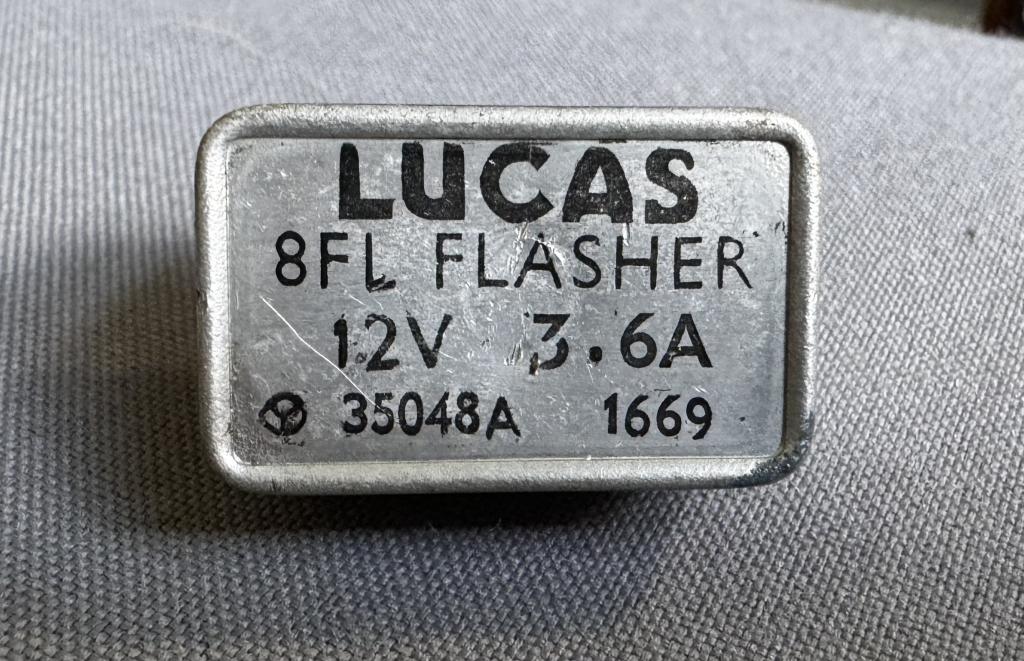 LUCAS
8FL FLASHER
12V 3.6A
35048A 1669